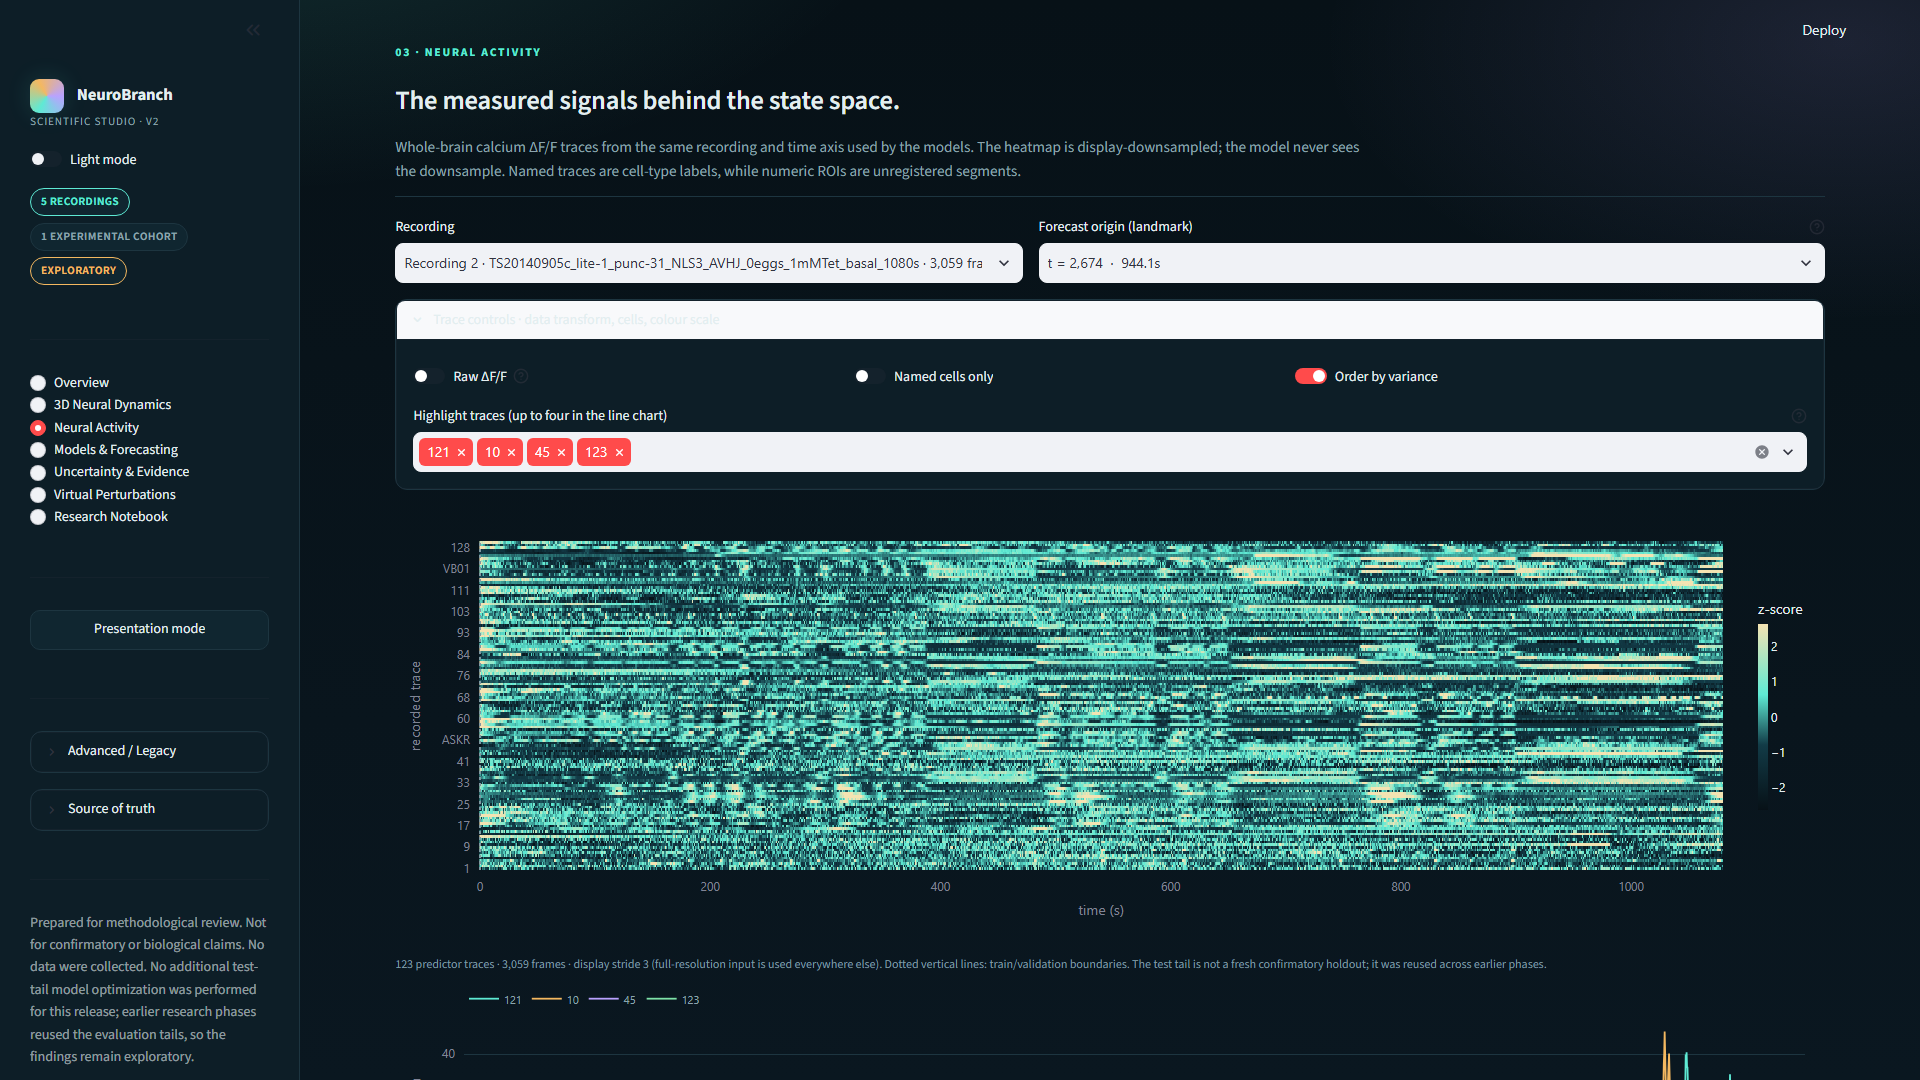 NeuroBranch
SCIENTIFIC STUDIO · V2
Light mode
5 RECORDINGS
1 EXPERIMENTAL COHORT
EXPLORATORY
Overview
3D Neural Dynamics
Neural Activity
Models & Forecasting
Uncertainty & Evidence
Virtual Perturbations
Research Notebook
Presentation mode
Advanced / Legacy
Source of truth
Prepared for methodological review. Not
for confirmatory or biological claims. No
data were collected. No additional test-
tail model optimization was performed
for this release; earlier research phases
reused the evaluation tails, so the
findings remain exploratory.
Deploy
03 · NEURAL ACTIVITY
The measured signals behind the state space.
Whole-brain calcium ΔF/F traces from the same recording and time axis used by the models. The heatmap is display-downsampled; the model never sees
the downsample. Named traces are cell-type labels, while numeric ROIs are unregistered segments.
Recording
Recording 2 · TS20140905c_lite-1_punc-31_NLS3_AVHJ_0eggs_1mMTet_basal_1080s · 3,059 fra
Forecast origin (landmark)
t = 2,674 · 944.1s
Trace controls · data transform, cells, colour scale
Raw ΔF/F
Named cells only
Order by variance
Highlight traces (up to four in the line chart)
121 × 10 × 45 × 123 ×
recorded trace
128
VB01
111
103
93
84
76
68
60
ASKR
41
33
25
17
9
1
0 200 400 600 800 1000
time (s)
z-score
2
1
0
−1
−2
123 predictor traces · 3,059 frames · display stride 3 (full-resolution input is used everywhere else). Dotted vertical lines: train/validation boundaries. The test tail is not a fresh confirmatory holdout; it was reused across earlier phases.
121 10 45 123
40